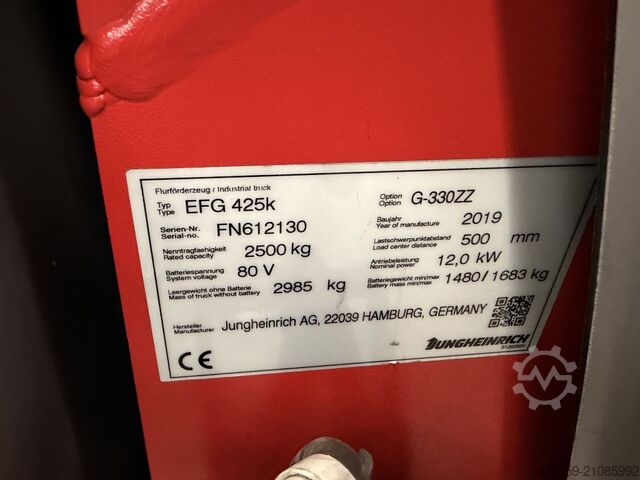 Flurförderzeug / Industrial truck
Typ
Type EFG 425k
Option
Option G-330ZZ
Serien-Nr.
Serial-no. FN612130
Baujahr
Year of manufacture 2019
Nenntragfaehigkeit
Rated capacity 2500 kg
Lastschwerpunktabstand
Load center distance 500 mm
Batteriespannung
System voltage 80 V
Antriebsleistung
Nominal power 12,0 kW
Leergewicht ohne Batterie
Mass of truck without battery 2985 kg
Batteriegewicht min/max
Battery mass min/max 1480/1683 kg
Hersteller
Manufacturer Jungheinrich AG, 22039 HAMBURG, GERMANY
CE
JUNGHEINRICH